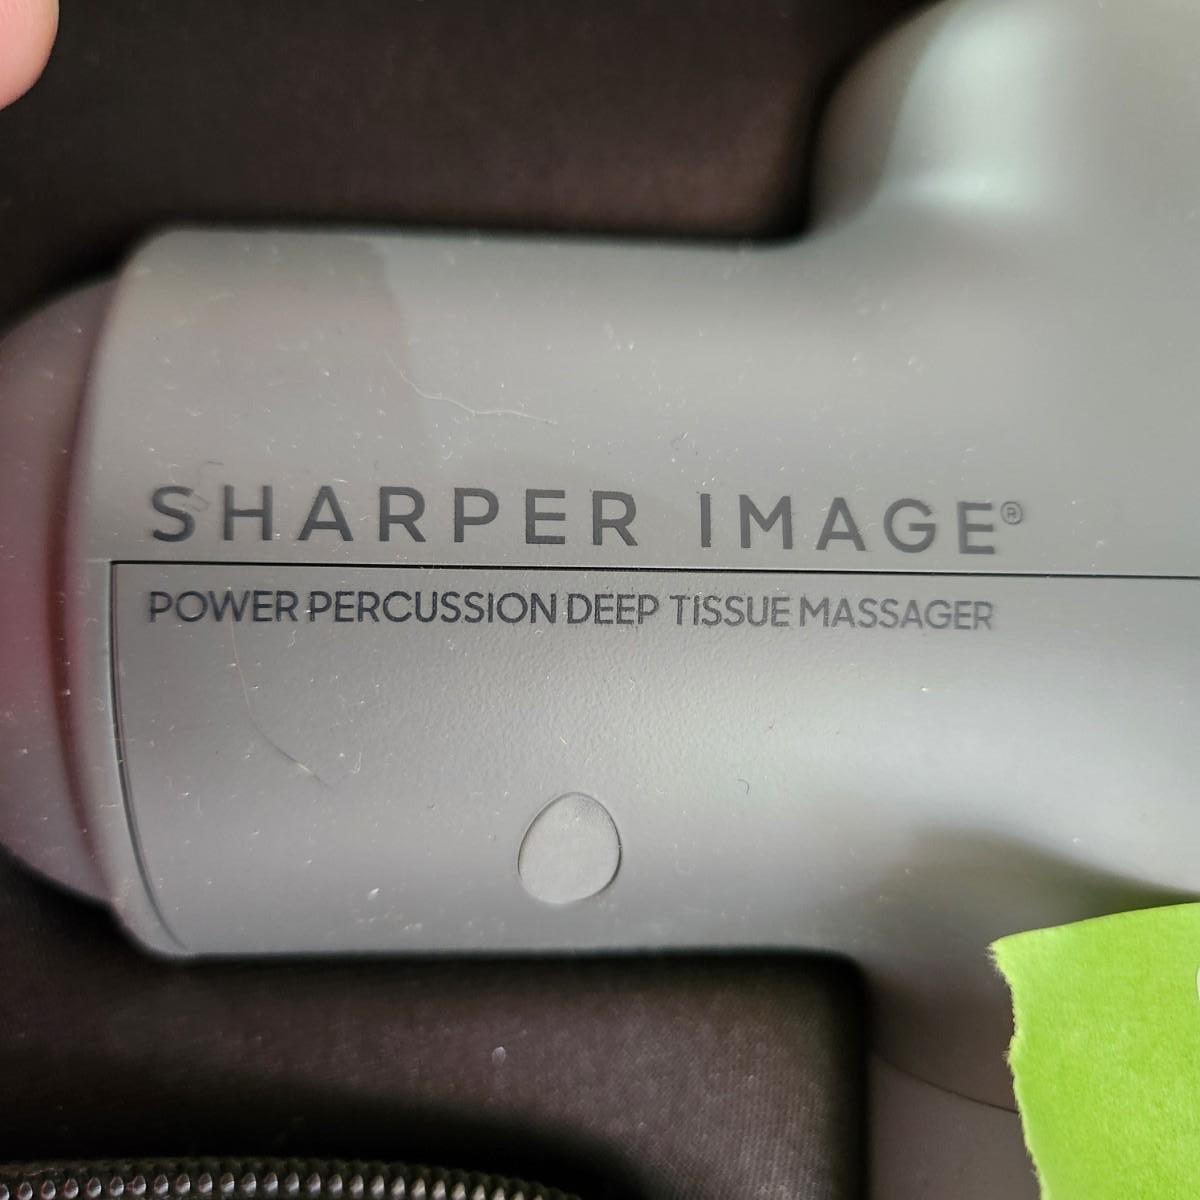 SHARPER IMAGE®
POWER PERCUSSION DEEP TISSUE MASSAGER